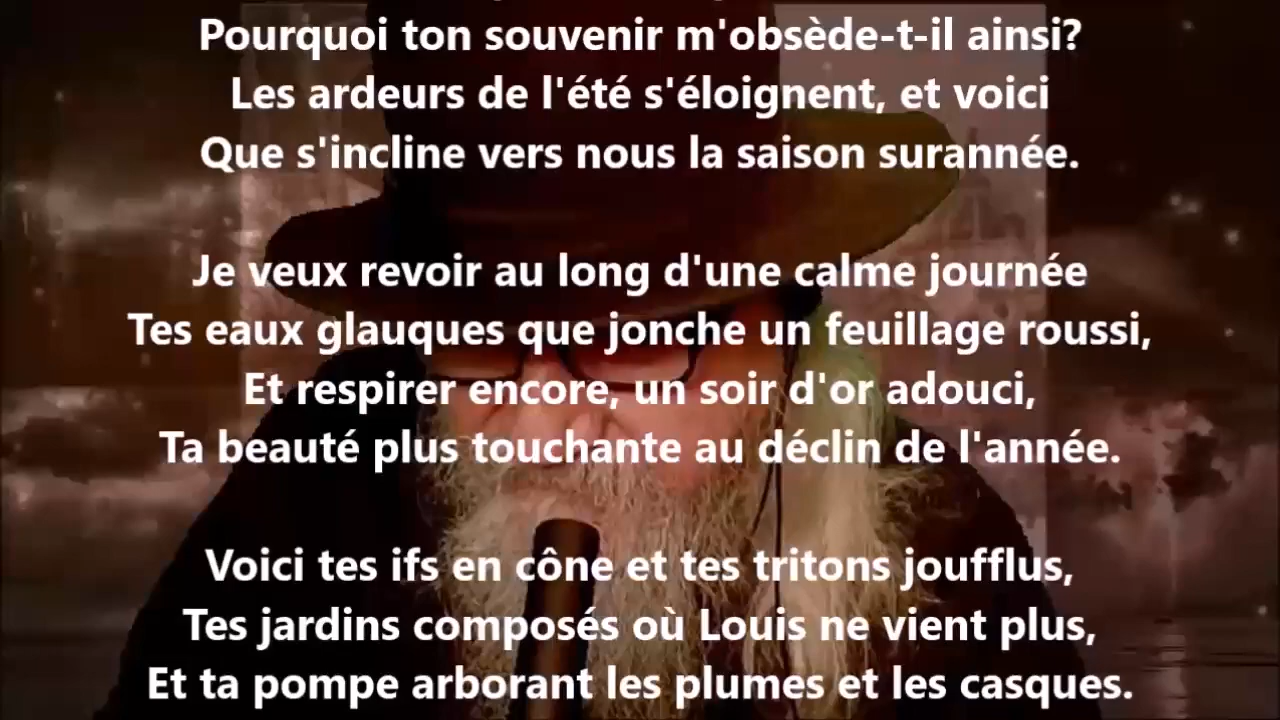 Pourquoi ton souvenir m'obsède-t-il ainsi?
Les ardeurs de l'été s'éloignent, et voici
Que s'incline vers nous la saison surannée.
Je veux revoir au long d'une calme journée
Tes eaux glauques que jonche un feuillage roussi,
Et respirer encore, un soir d'or adouci,
Ta beauté plus touchante au déclin de l'année.
Voici tes ifs en cône et tes tritons joufflus,
Tes jardins composés où Louis ne vient plus,
Et ta pompe arborant les plumes et les casques.